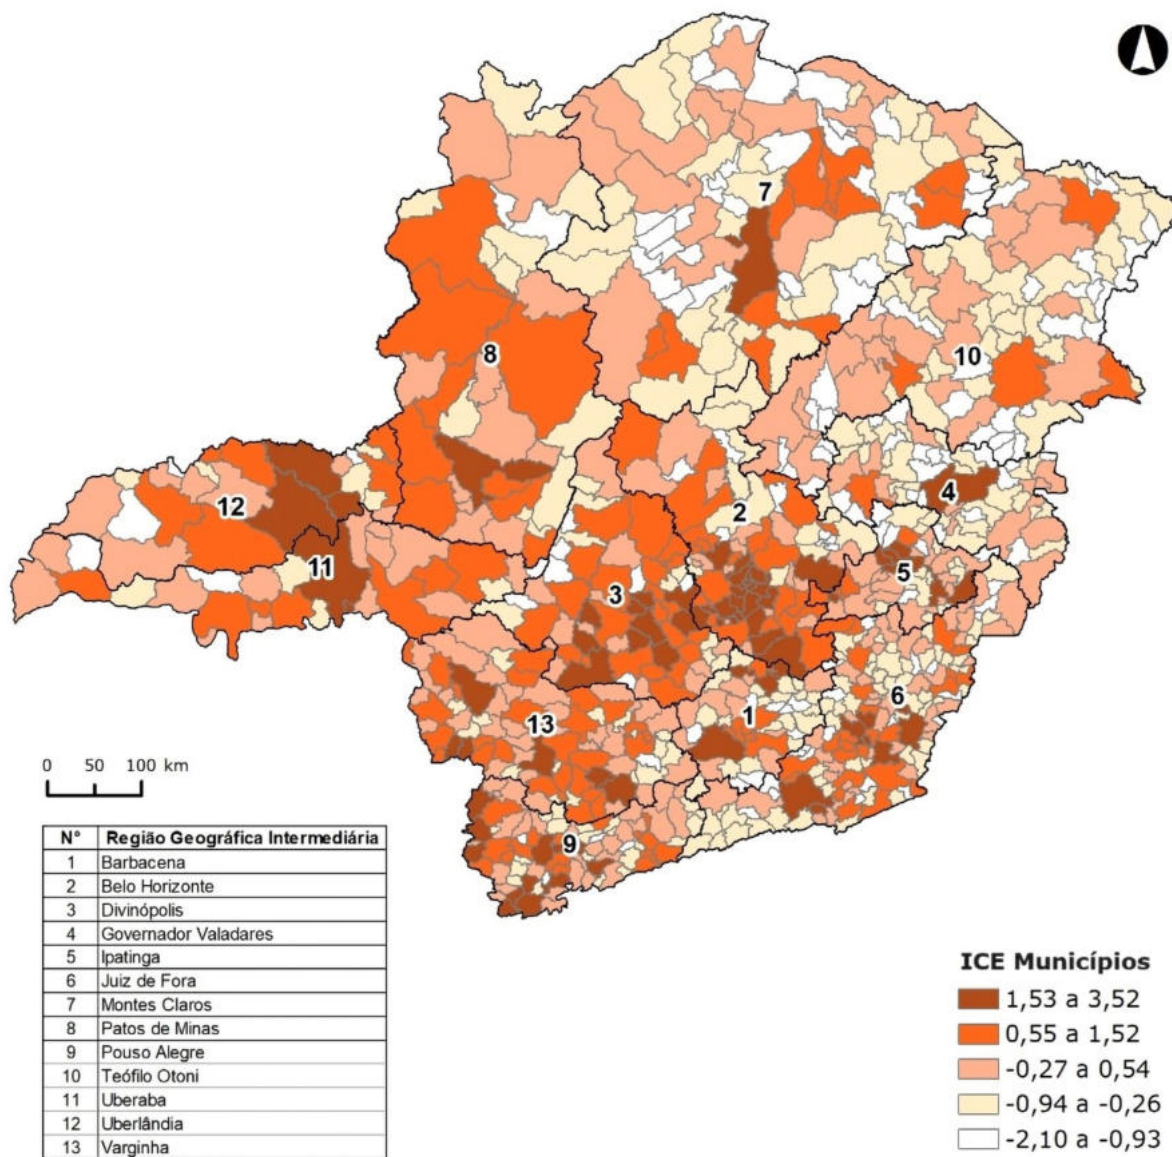 7
8
10
12
4
2
11
5
3
6
1
13
9
0 50 100 km
N° Região Geográfica Intermediária
1 Barbacena
2 Belo Horizonte
3 Divinópolis
4 Governador Valadares
5 Ipatinga
6 Juiz de Fora
7 Montes Claros
8 Patos de Minas
9 Pouso Alegre
10 Teófilo Otoni
11 Uberaba
12 Uberlândia
13 Varginha
ICE Municípios
1,53 a 3,52
0,55 a 1,52
-0,27 a 0,54
-0,94 a -0,26
-2,10 a -0,93